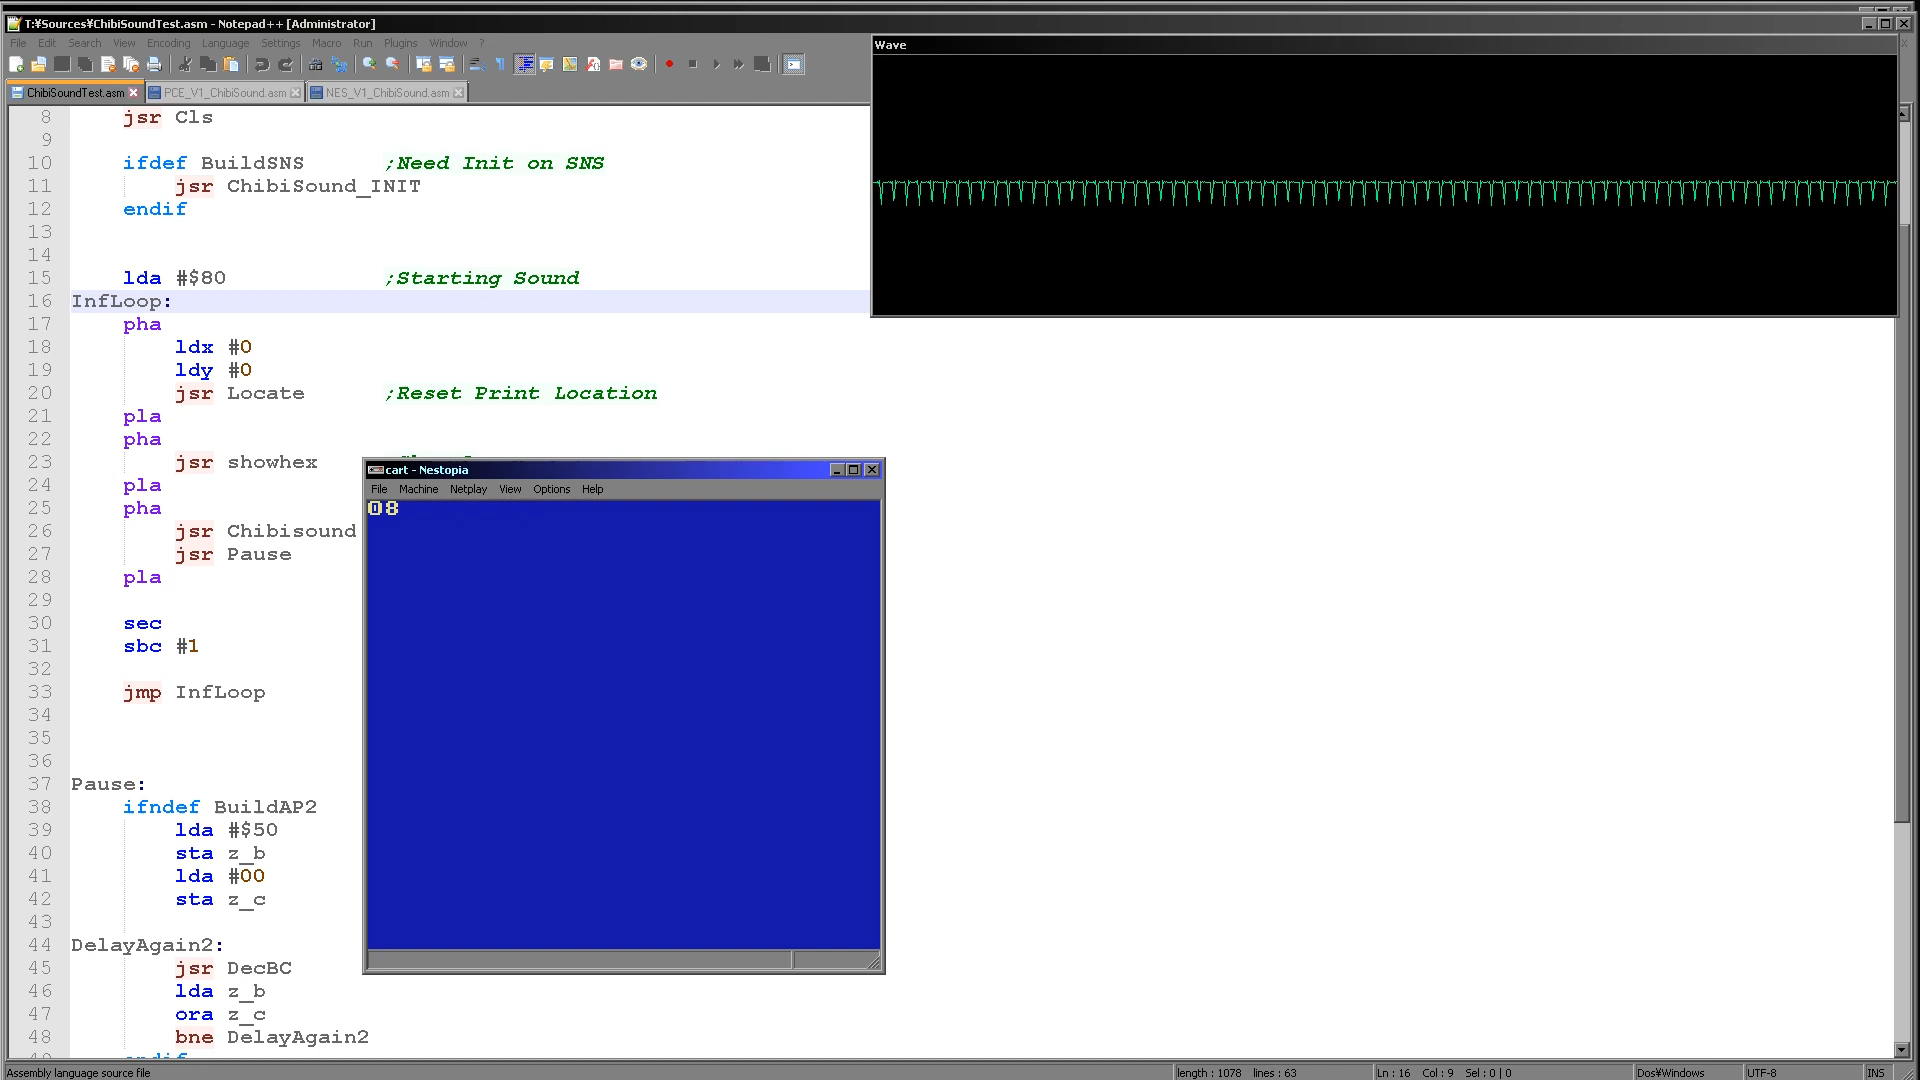 T:¥Sources¥ChibiSoundTest.asm - Notepad++ [Administrator]
File Edit Search View Encoding Language Settings Macro Run Plugins Window ?
Wave
ChibiSoundTest.asm PCE_V1_ChibiSound.asm NES_V1_ChibiSound.asm
8 jsr Cls
9
10 ifdef BuildSNS ;Need Init on SNS
11 jsr ChibiSound_INIT
12 endif
13
14
15 lda #$80 ;Starting Sound
16 InfLoop:
17 pha
18 ldx #0
19 ldy #0
20 jsr Locate ;Reset Print Location
21 pla
22 pha
23 jsr showhex
24 pla
25 pha
26 jsr Chibisound
27 jsr Pause
28 pla
29
30 sec
31 sbc #1
32
33 jmp InfLoop
34
35
36
37 Pause:
38 ifndef BuildAP2
39 lda #$50
40 sta z_b
41 lda #00
42 sta z_c
43
44 DelayAgain2:
45 jsr DecBC
46 lda z_b
47 ora z_c
48 bne DelayAgain2
49 endif
cart - Nestopia
File Machine Netplay View Options Help
08
Assembly language source file length : 1078 lines : 63 Ln : 16 Col : 9 Sel : 0 | 0 Dos¥Windows UTF-8 INS